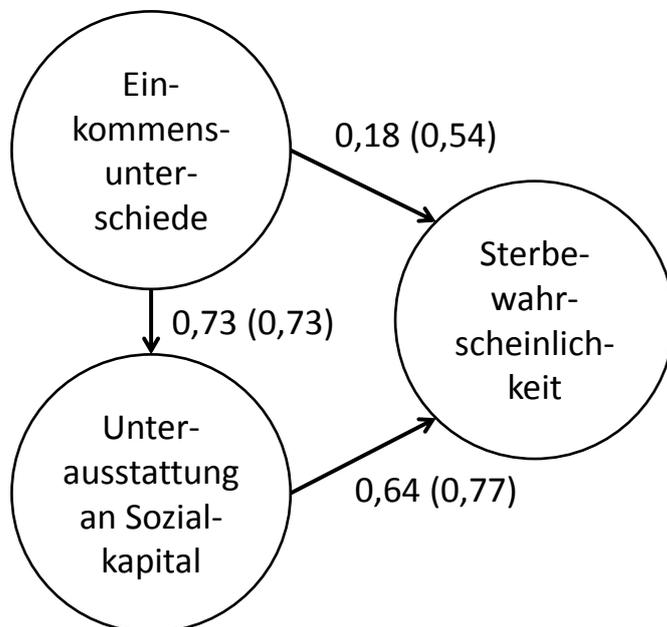 Ein-
kommens-
unter-
schiede
0,18 (0,54)
Sterbe-
wahr-
scheinlich-
keit
0,73 (0,73)
Unter-
ausstattung
an Sozial-
kapital
0,64 (0,77)